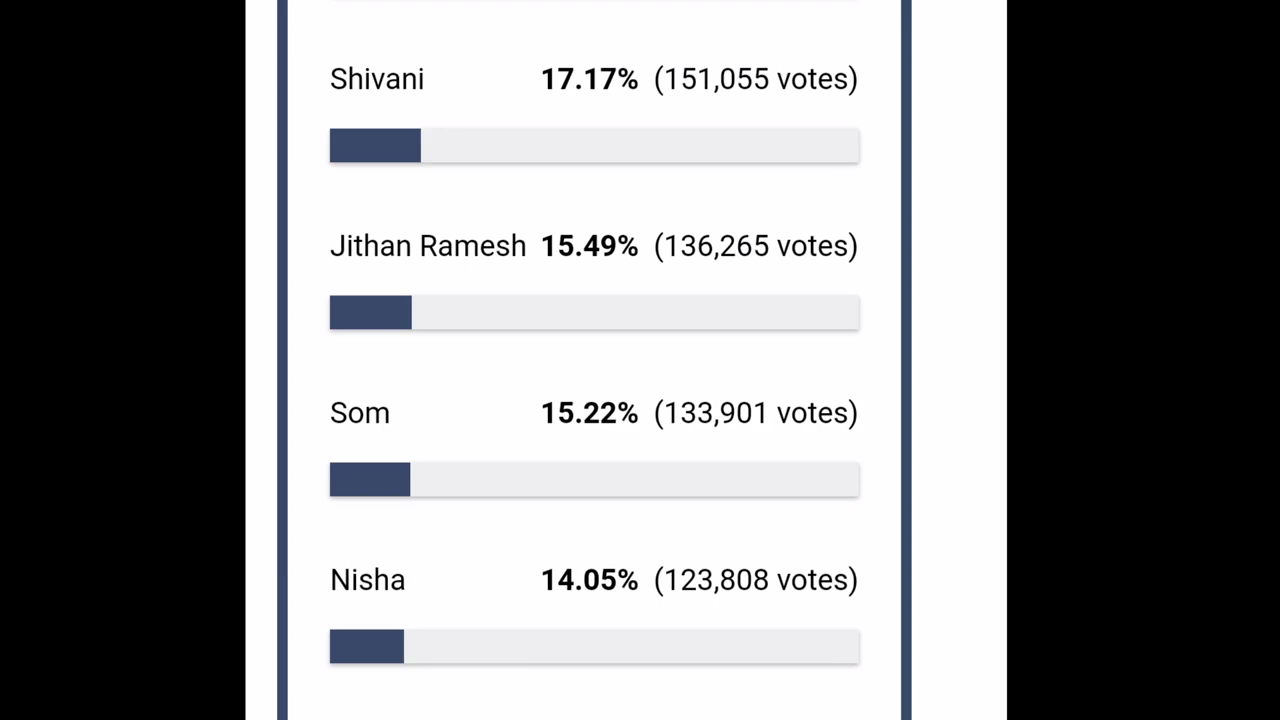 Shivani 17.17% (151,055 votes)
Jithan Ramesh 15.49% (136,265 votes)
Som 15.22% (133,901 votes)
Nisha 14.05% (123,808 votes)